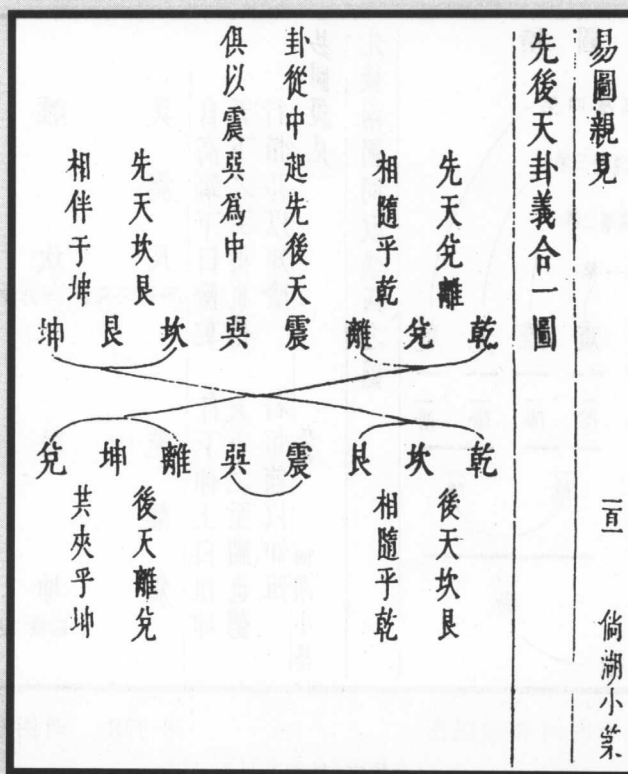 易圖親見 一百 倘湖小築
先後天卦義合一圖
先天兌離
相隨乎乾
卦從中起先後天
俱以震巽爲中
先天坎艮
相伴于坤
乾 兌 離 震 巽 坎 艮 坤
乾 坎 艮 震 巽 離 坤 兌
後天坎艮
相隨乎乾
後天離兌
共夾乎坤